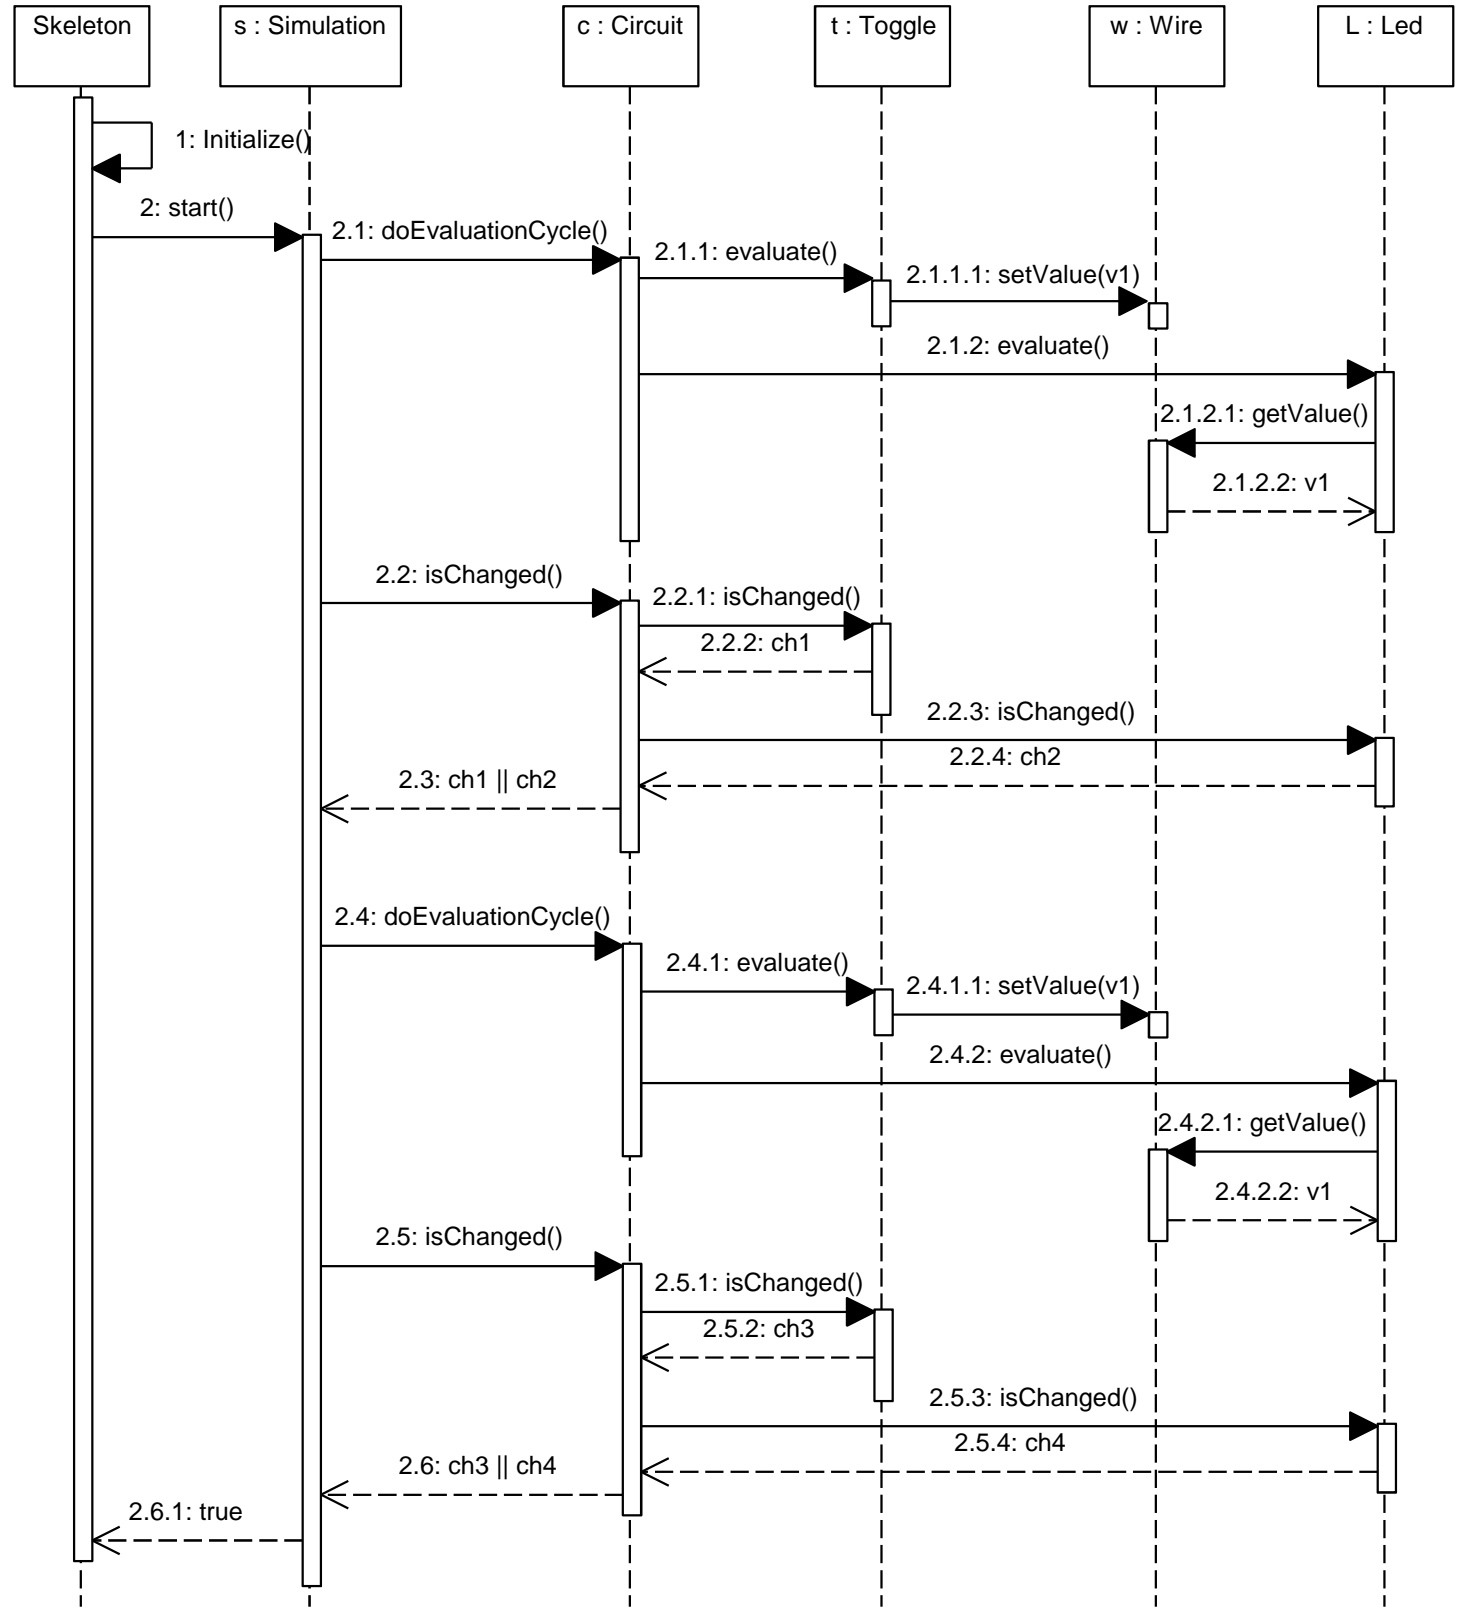 Skeleton
s : Simulation
c : Circuit
t : Toggle
w : Wire
L : Led
1: Initialize()
2: start()
2.1: doEvaluationCycle()
2.1.1: evaluate()
2.1.1.1: setValue(v1)
2.1.2: evaluate()
2.1.2.1: getValue()
2.1.2.2: v1
2.2: isChanged()
2.2.1: isChanged()
2.2.2: ch1
2.2.3: isChanged()
2.2.4: ch2
2.3: ch1 || ch2
2.4: doEvaluationCycle()
2.4.1: evaluate()
2.4.1.1: setValue(v1)
2.4.2: evaluate()
2.4.2.1: getValue()
2.4.2.2: v1
2.5: isChanged()
2.5.1: isChanged()
2.5.2: ch3
2.5.3: isChanged()
2.5.4: ch4
2.6: ch3 || ch4
2.6.1: true